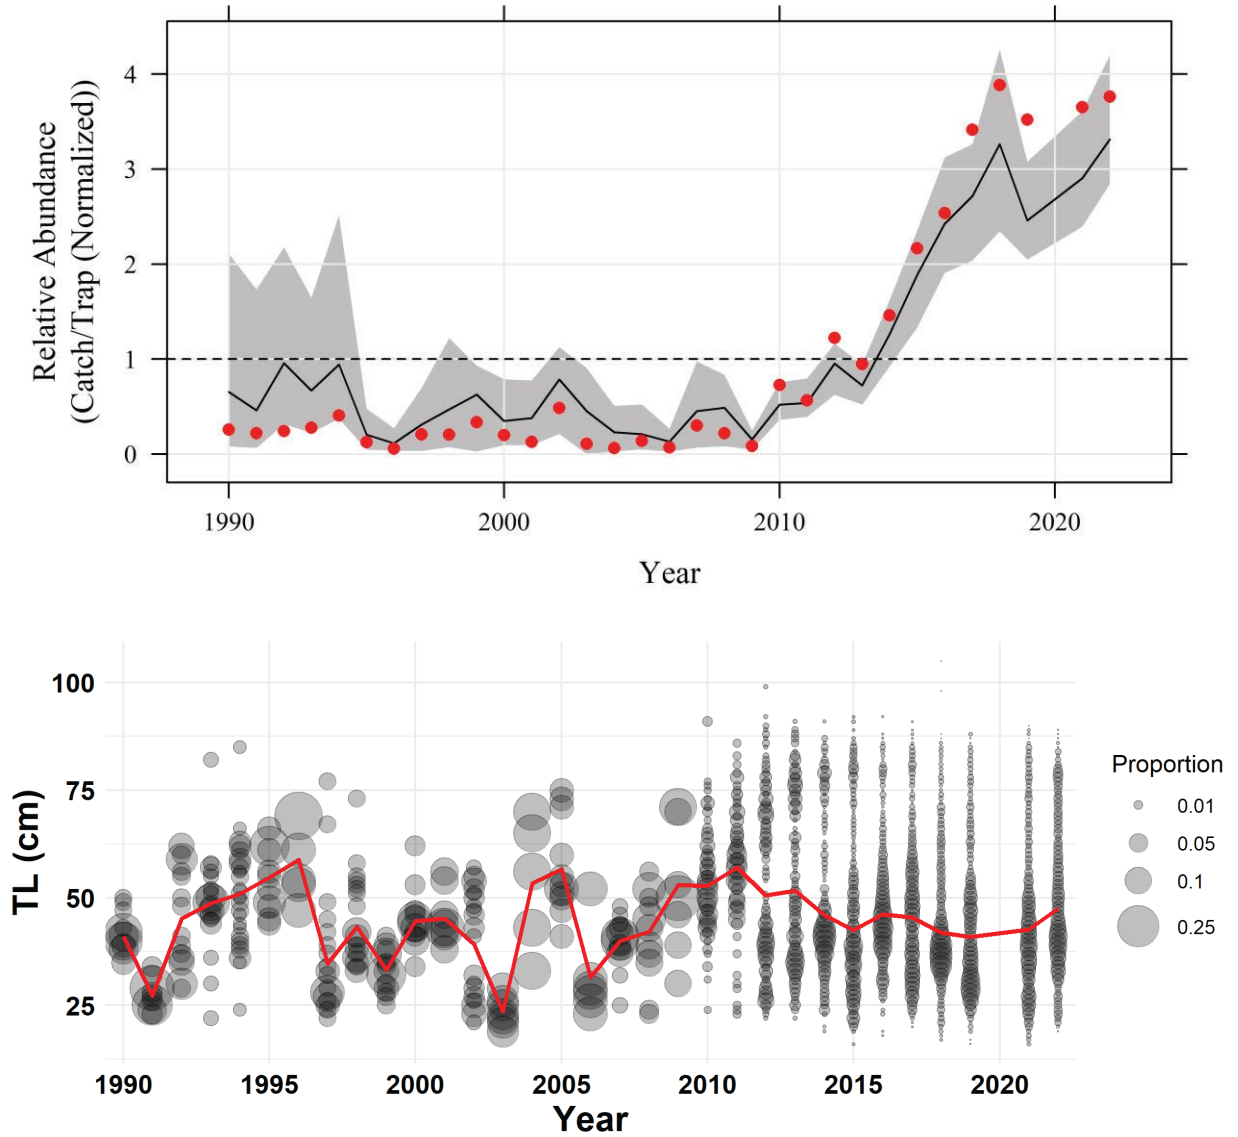 Relative Abundance
(Catch/Trap (Normalized))
4
3
2
1
0
1990 2000 2010 2020
Year
TL (cm)
100
75
50
25
1990 1995 2000 2005 2010 2015 2020
Year
Proportion
0.01
0.05
0.1
0.25